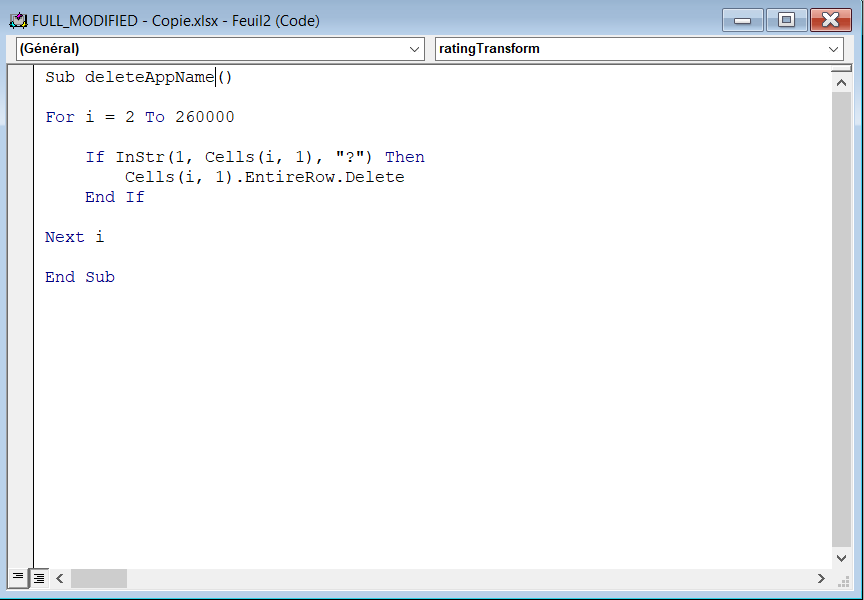 FULL_MODIFIED - Copie.xlsx - Feuil2 (Code)
(Général) ratingTransform
Sub deleteAppName()
For i = 2 To 260000
If InStr(1, Cells(i, 1), "?") Then
Cells(i, 1).EntireRow.Delete
End If
Next i
End Sub